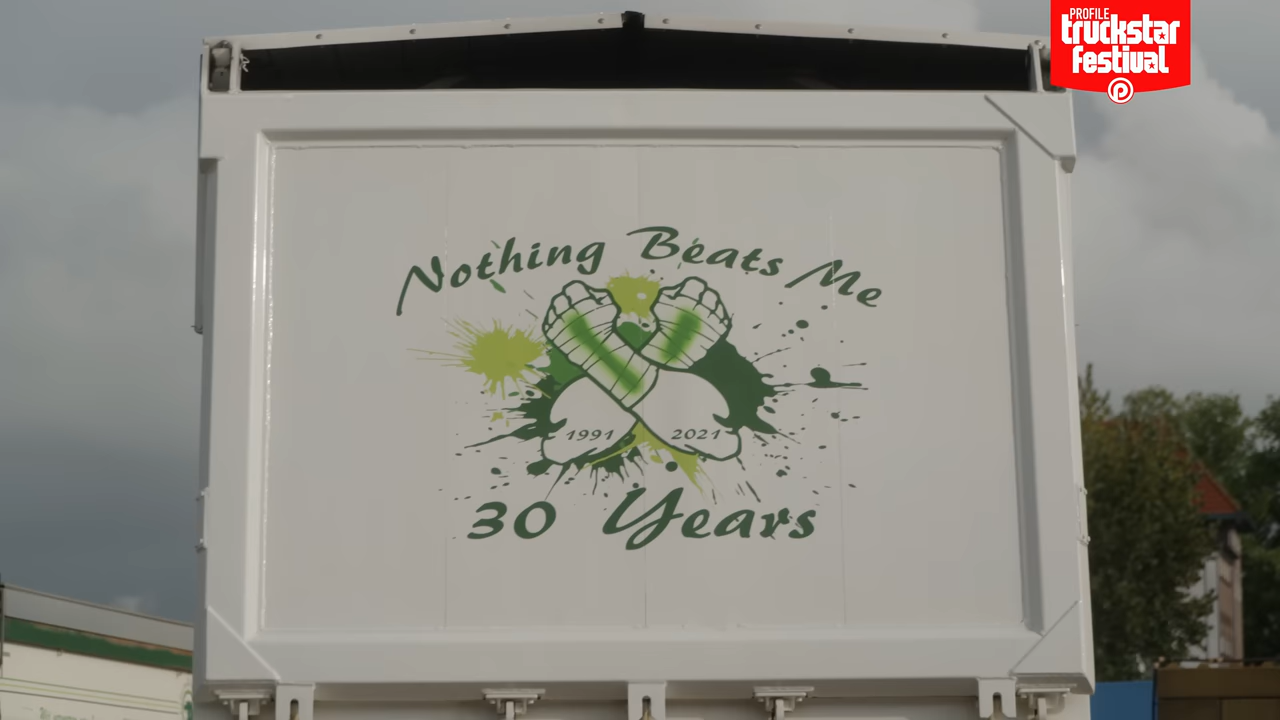 PROFILE
truckstar
festival
Nothing Beats Me
1991 2021
30 Years